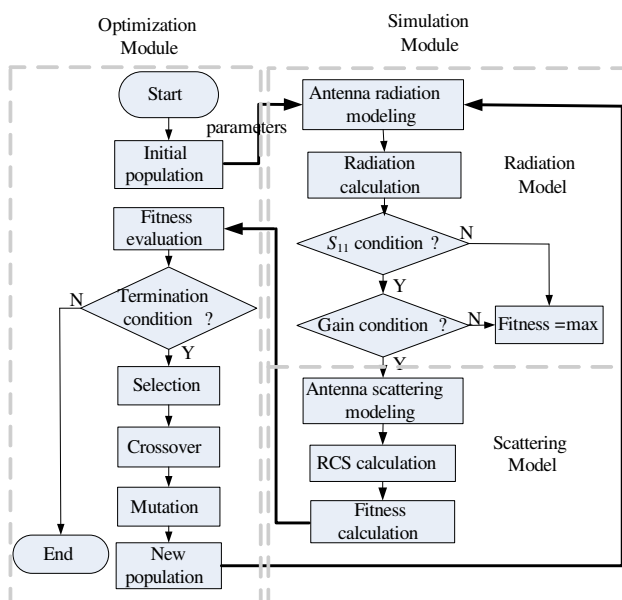 Optimization
Module
Simulation
Module
Start
parameters
Initial
population
Fitness
evaluation
N
Termination
condition ?
Y
Selection
Crossover
Mutation
End
New
population
Antenna radiation
modeling
Radiation
calculation
Radiation
Model
S11 condition ?
N
Y
Gain condition ?
N
Fitness =max
Y
Antenna scattering
modeling
RCS calculation
Scattering
Model
Fitness
calculation